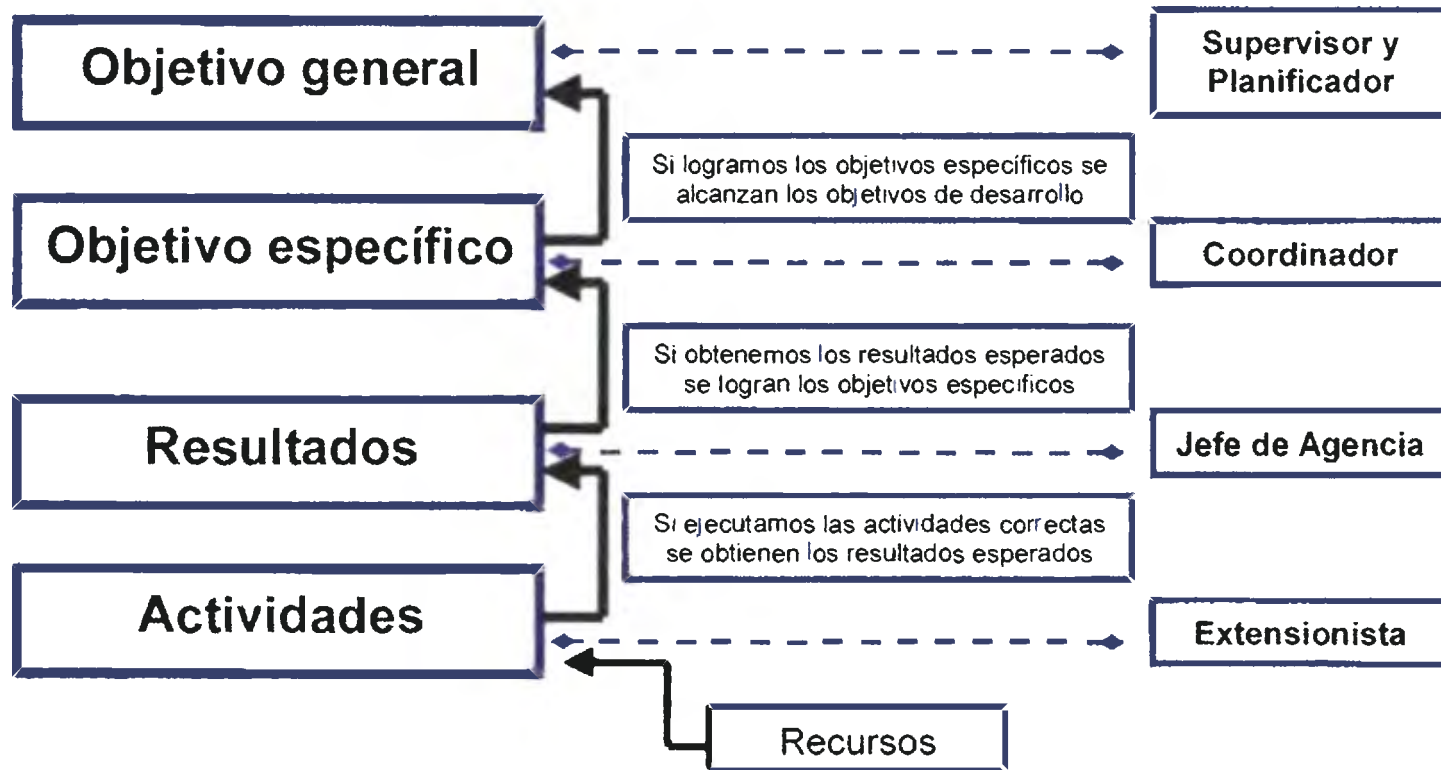 Objetivo general
Supervisor y
Planificador
Si logramos los objetivos específicos se
alcanzan los objetivos de desarrollo
Objetivo específico
Coordinador
Si obtenemos los resultados esperados
se logran los objetivos especificos
Resultados
Jefe de Agencia
Si ejecutamos las actividades correctas
se obtienen los resultados esperados
Actividades
Extensionista
Recursos